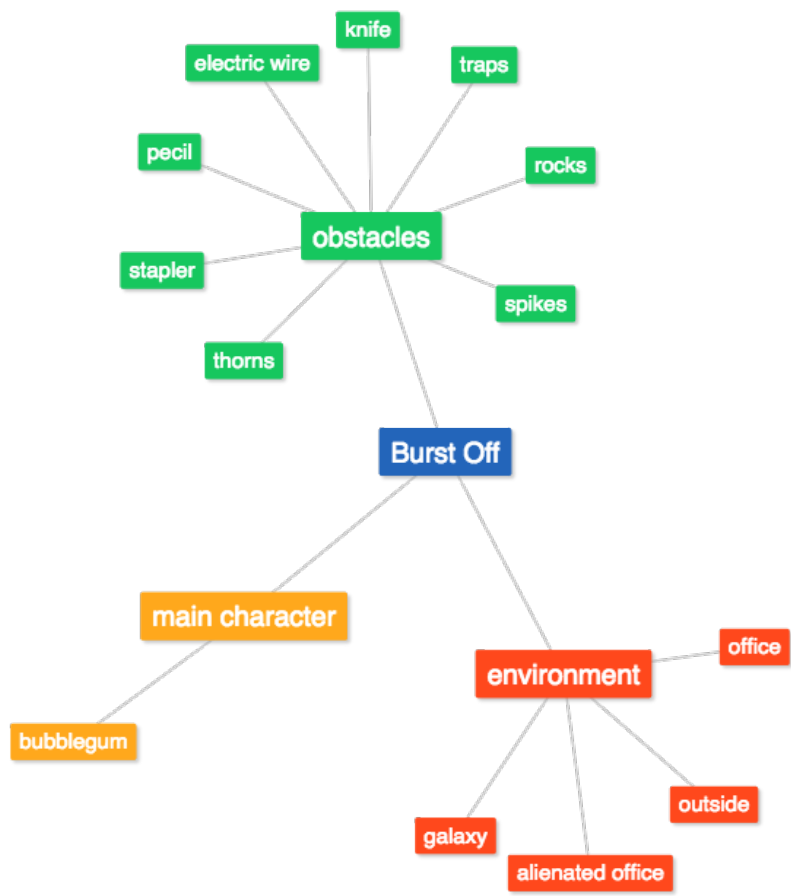 knife
electric wire
traps
pecil
rocks
obstacles
stapler
spikes
thorns
Burst Off
main character
environment
office
bubblegum
outside
galaxy
alienated office